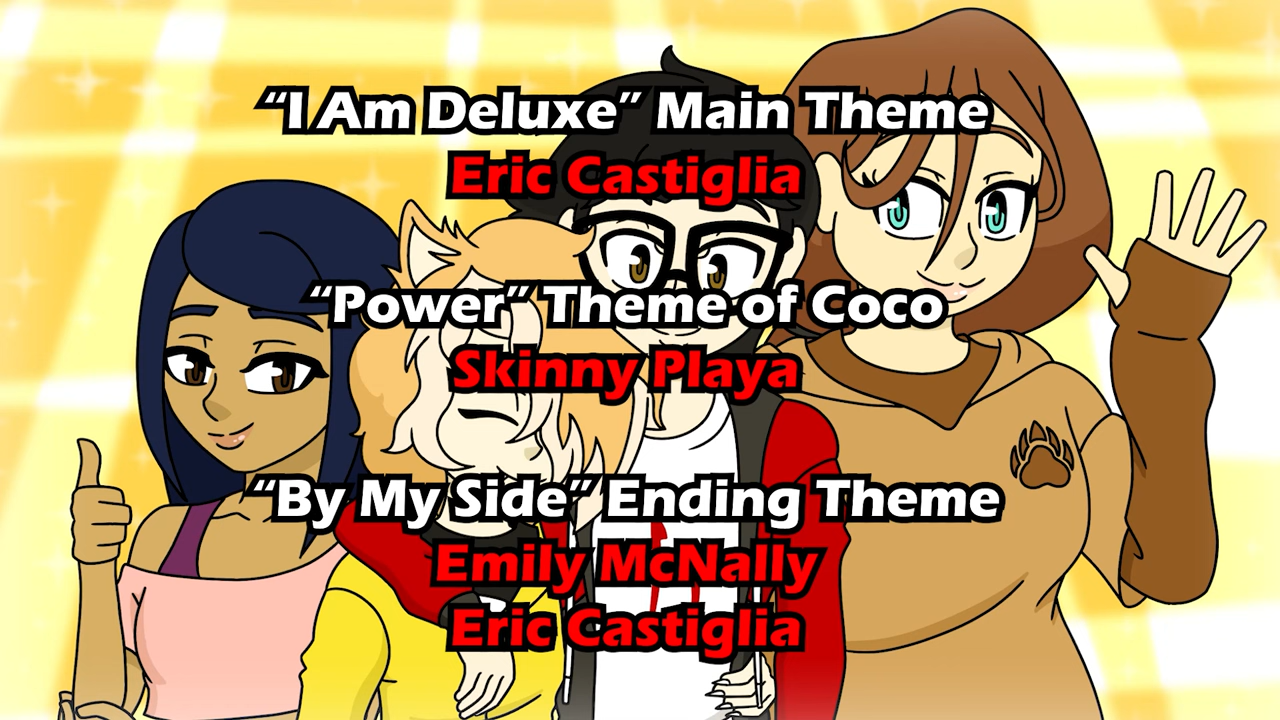 “I Am Deluxe” Main Theme
Eric Castiglia
“Power” Theme of Coco
Skinny Playa
“By My Side” Ending Theme
Emily McNally
Eric Castiglia